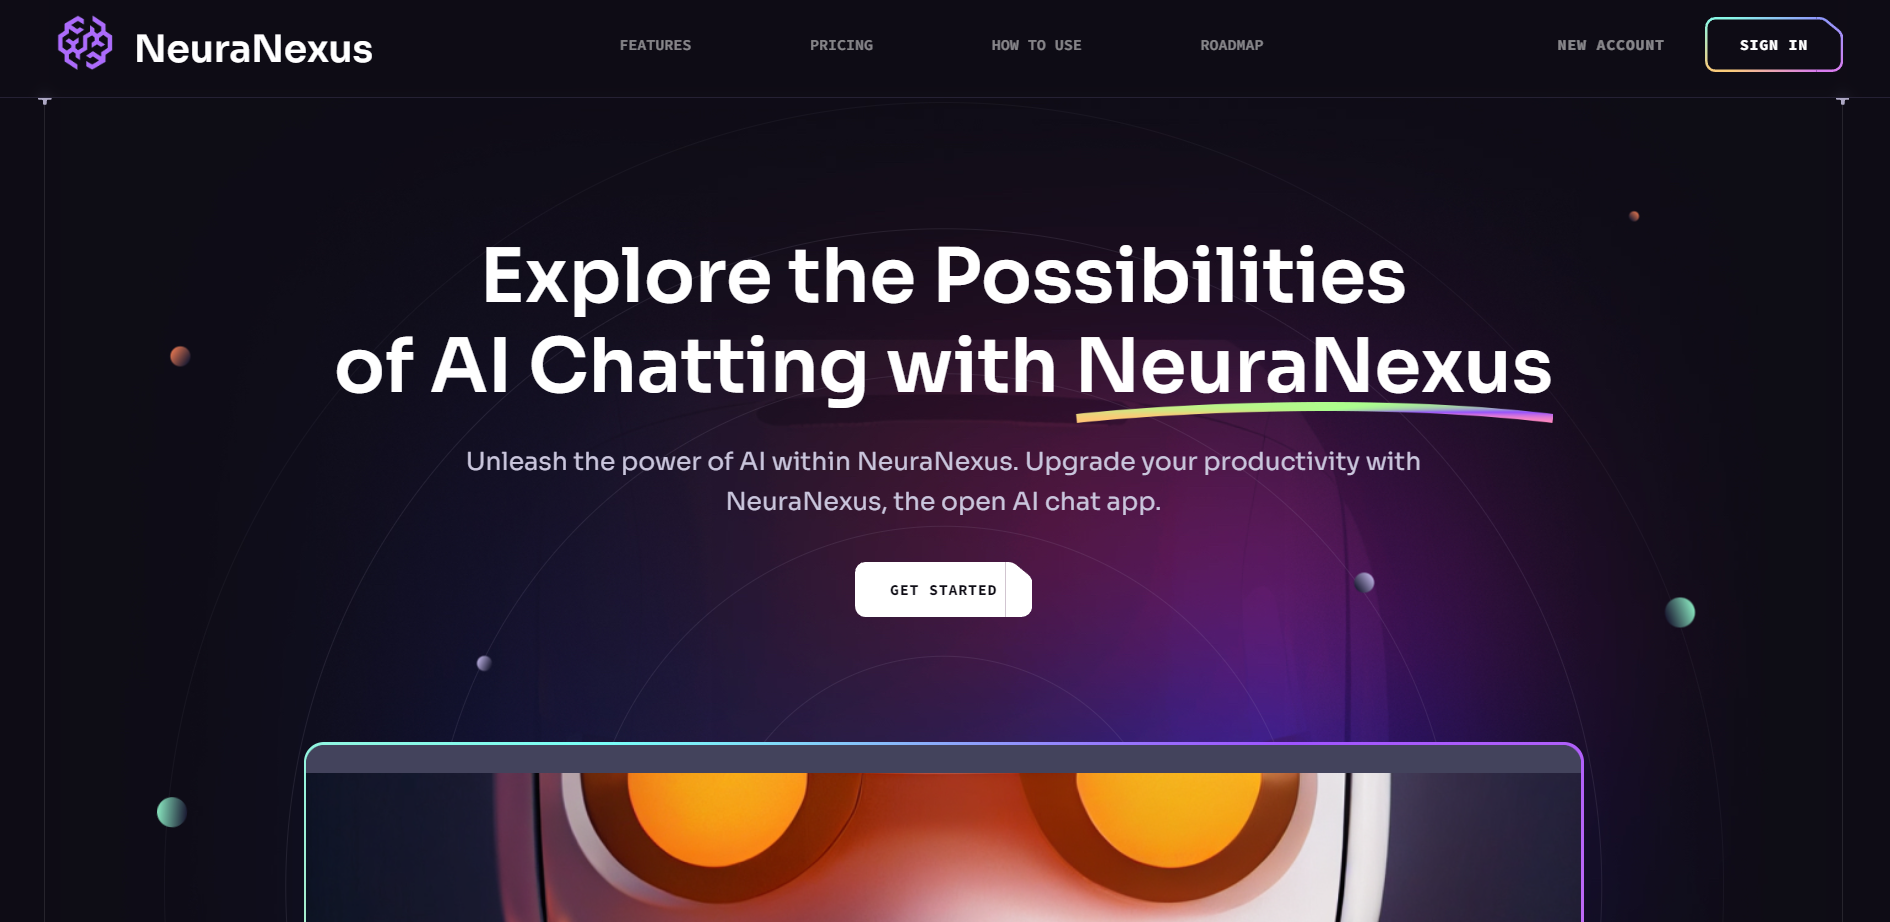 NeuraNexus
FEATURES
PRICING
HOW TO USE
ROADMAP
NEW ACCOUNT
SIGN IN
Explore the Possibilities
of AI Chatting with NeuraNexus
Unleash the power of AI within NeuraNexus. Upgrade your productivity with
NeuraNexus, the open AI chat app.
GET STARTED